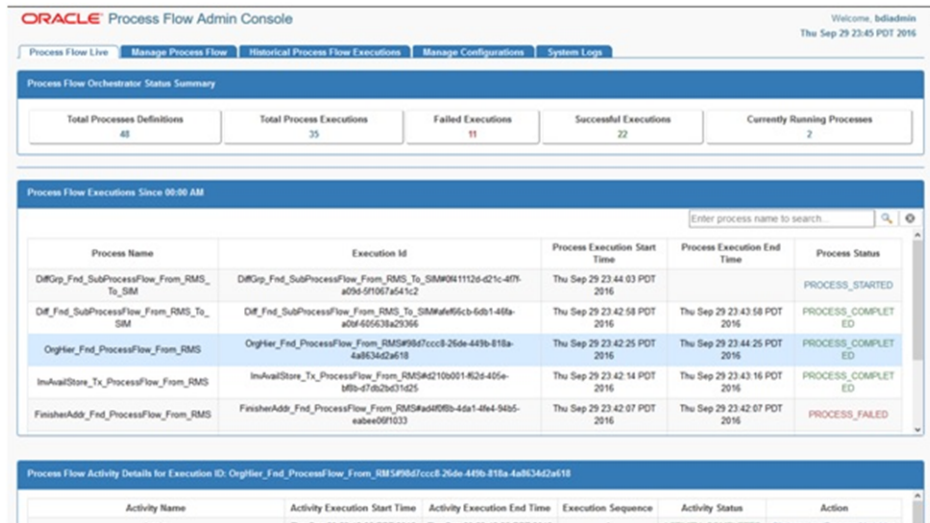 ORACLE Process Flow Admin Console
Welcome, bdiadmin
Thu Sep 29 23:45 PDT 2016
Process Flow Live Manage Process Flow Historical Process Flow Executions Manage Configurations System Logs
Process Flow Orchestrator Status Summary
Total Processes Definitions Total Process Executions Failed Executions Successful Executions Currently Running Processes
48 35 11 22 2
Process Flow Executions Since 00:00 AM
Enter process name to search...
Process Name Execution Id Process Execution Start Process Execution End Process Status
Time Time
DiffGrp_Fnd_SubProcessFlow_From_RMS_ DiffGrp_Fnd_SubProcessFlow_From_RMS_To_SIM#0f41112d-d21c-4f7f- Thu Sep 29 23:44:03 PDT PROCESS_STARTED
To_SIM a09d-5f1067a541c2 2016
Diff_Fnd_SubProcessFlow_From_RMS_To_ Diff_Fnd_SubProcessFlow_From_RMS_To_SIM#afef66cb-6db1-46fa- Thu Sep 29 23:42:58 PDT Thu Sep 29 23:43:58 PDT PROCESS_COMPLET
SIM a0bf-605638a29366 2016 2016 ED
OrgHier_Fnd_ProcessFlow_From_RMS OrgHier_Fnd_ProcessFlow_From_RMS#98d7ccc8-26de-449b-818a- Thu Sep 29 23:42:25 PDT Thu Sep 29 23:44:25 PDT PROCESS_COMPLET
4a8634d2a618 2016 2016 ED
InvAvailStore_Tx_ProcessFlow_From_RMS InvAvailStore_Tx_ProcessFlow_From_RMS#d210b001-f62d-405e- Thu Sep 29 23:42:14 PDT Thu Sep 29 23:43:16 PDT PROCESS_COMPLET
bf8b-d7db2bd31d25 2016 2016 ED
FinisherAddr_Fnd_ProcessFlow_From_RMS FinisherAddr_Fnd_ProcessFlow_From_RMS#ad4f0f8b-4da1-4fe4-94b5- Thu Sep 29 23:42:07 PDT Thu Sep 29 23:42:07 PDT PROCESS_FAILED
eabee06f1033 2016 2016
Process Flow Activity Details for Execution ID: OrgHier_Fnd_ProcessFlow_From_RMS#98d7ccc8-26de-449b-818a-4a8634d2a618
Activity Name Activity Execution Start Time Activity Execution End Time Execution Sequence Activity Status Action